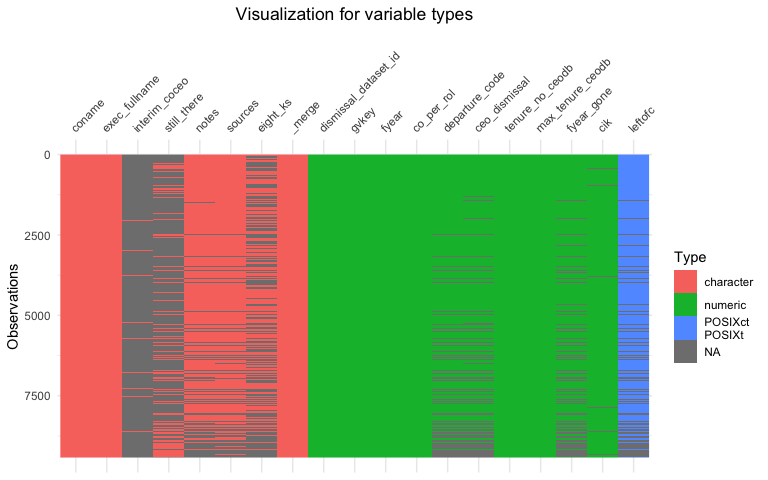 Visualization for variable types
coname
exec_fullname
interim_coceo
still_there
notes
sources
eight_ks
_merge
dismissal_dataset_id
gvkey
fyear
co_per_rol
departure_code
ceo_dismissal
tenure_no_ceodb
max_tenure_ceodb
fyear_gone
cik
leftofc
0
2500
5000
7500
Observations
Type
character
numeric
POSIXct
POSIXt
NA